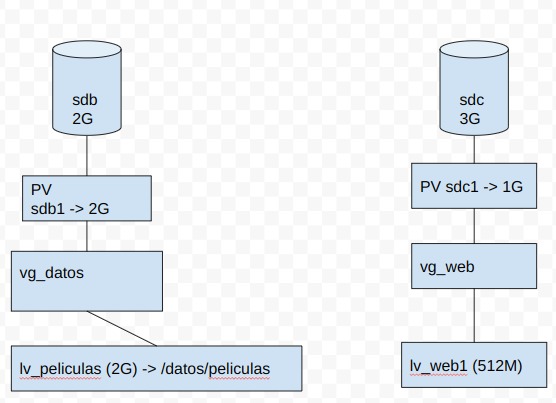 sdb
2G
PV
sdb1 -> 2G
vg_datos
lv_peliculas (2G) -> /datos/peliculas
sdc
3G
PV sdc1 -> 1G
vg_web
lv_web1 (512M)